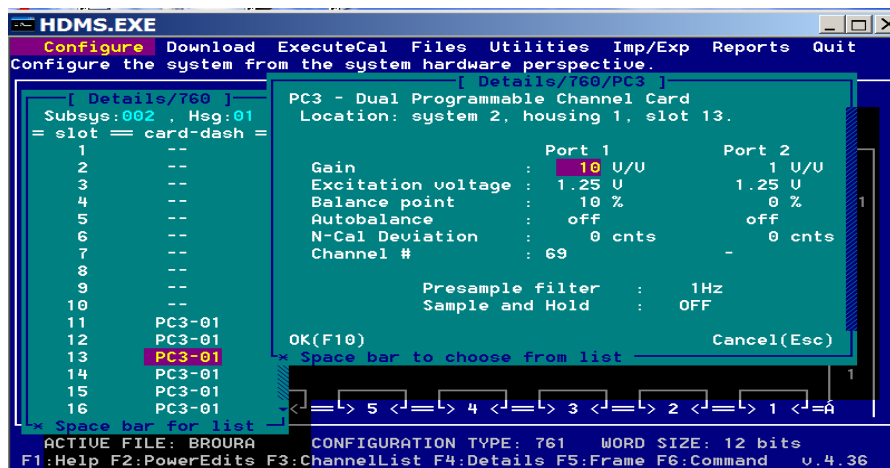 HDMS.EXE
Configure Download ExecuteCal Files Utilities Imp/Exp Reports Quit
Configure the system from the system hardware perspective.
[ Details/760 ]
Subsys:002 , Hsg:01
= slot == card-dash =
1 --
2 --
3 --
4 --
5 --
6 --
7 --
8 --
9 --
10 --
11 PC3-01
12 PC3-01
13 PC3-01
14 PC3-01
15 PC3-01
16 PC3-01
* Space bar for list
[ Details/760/PC3 ]
PC3 - Dual Programmable Channel Card
Location: system 2, housing 1, slot 13.
Port 1 Port 2
Gain : 10 V/V 1 V/V
Excitation voltage : 1.25 V 1.25 V
Balance point : 10 % 0 %
Autobalance : off off
N-Cal Deviation : 0 cnts 0 cnts
Channel # : 69 -
Presample filter : 1Hz
Sample and Hold : OFF
OK(F10) Cancel(Esc)
* Space bar to choose from list
1
1
<┘==└> 5 <┘==└> 4 <┘==└> 3 <┘==└> 2 <┘==└> 1 <┘=Á
ACTIVE FILE: BROURA CONFIGURATION TYPE: 761 WORD SIZE: 12 bits
F1:Help F2:PowerEdits F3:ChannelList F4:Details F5:Frame F6:Command v.4.36